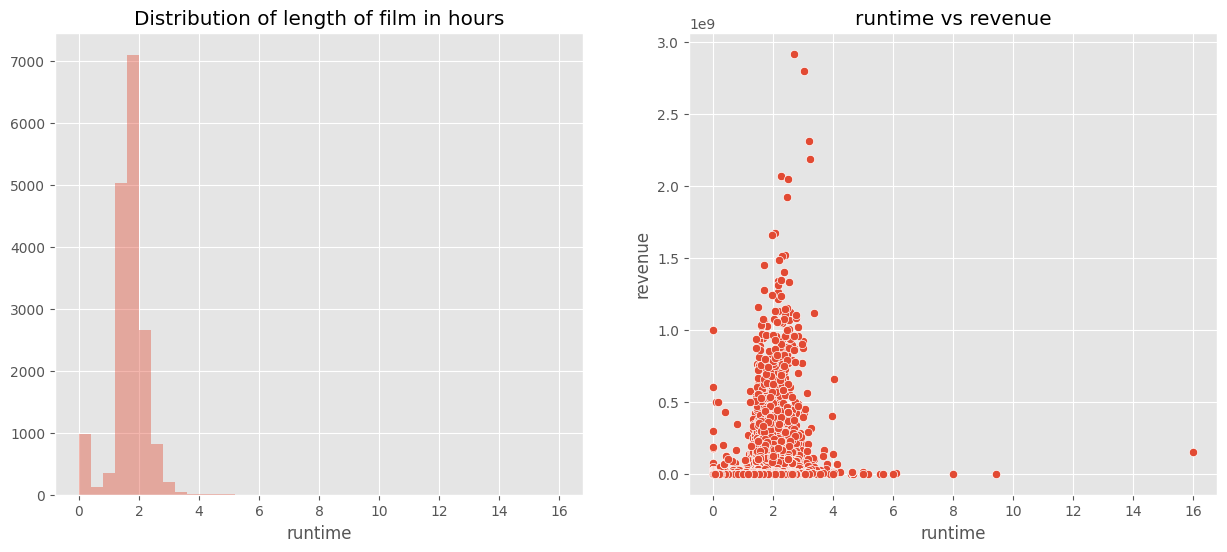 Distribution of length of film in hours
7000
6000
5000
4000
3000
2000
1000
0
0 2 4 6 8 10 12 14 16
runtime
runtime vs revenue
1e9
3.0
2.5
2.0
1.5
1.0
0.5
0.0
revenue
0 2 4 6 8 10 12 14 16
runtime